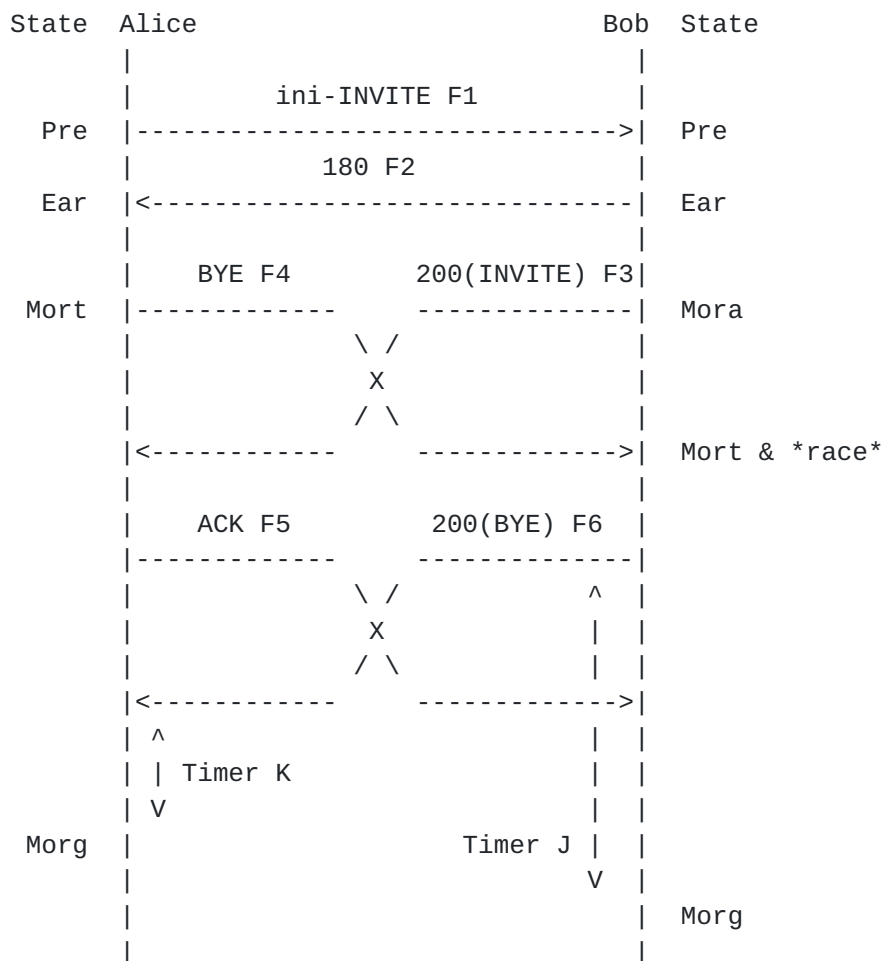 State Alice Bob State
ini-INVITE F1
Pre Pre
180 F2
Ear Ear
BYE F4 200(INVITE) F3
Mort Mora
X
Mort & *race*
ACK F5 200(BYE) F6
X
Timer K
Morg Timer J
Morg